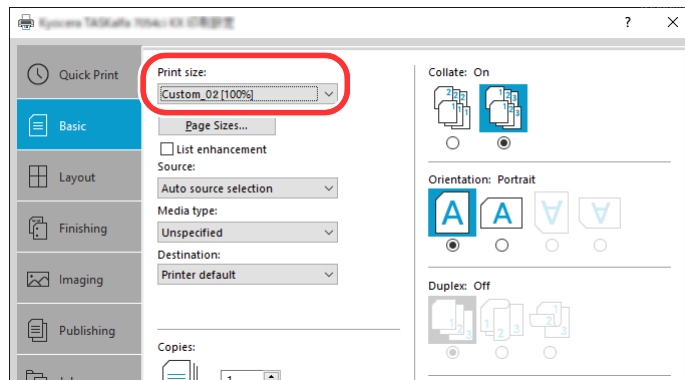 ?
Quick Print
Basic
Layout
Finishing
Imaging
Publishing
Print size:
Custom_02 [100%]
Page Sizes...
List enhancement
Source:
Auto source selection
Media type:
Unspecified
Destination:
Printer default
Copies:
Collate: On
Orientation: Portrait
Duplex: Off